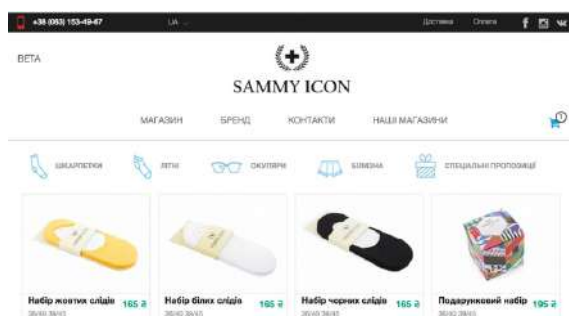 +38 (063) 153-49-67 UA Доставка Оплата
BETA
SAMMY ICON
МАГАЗИН БРЕНД КОНТАКТИ НАШІ МАГАЗИНИ
ШКАРПЕТКИ ЛІТНІ ОКУЛЯРИ БІЛИЗНА СПЕЦІАЛЬНІ ПРОПОЗИЦІЇ
Набір жовтих слідів 165 ₴ Набір білих слідів 165 ₴ Набір чорних слідів 165 ₴ Подарунковий набір 195 ₴